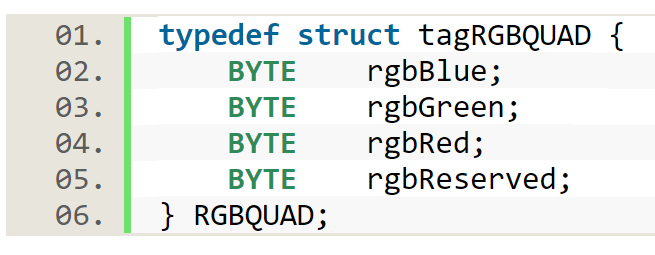 01. typedef struct tagRGBQUAD {
02. BYTE rgbBlue;
03. BYTE rgbGreen;
04. BYTE rgbRed;
05. BYTE rgbReserved;
06. } RGBQUAD;